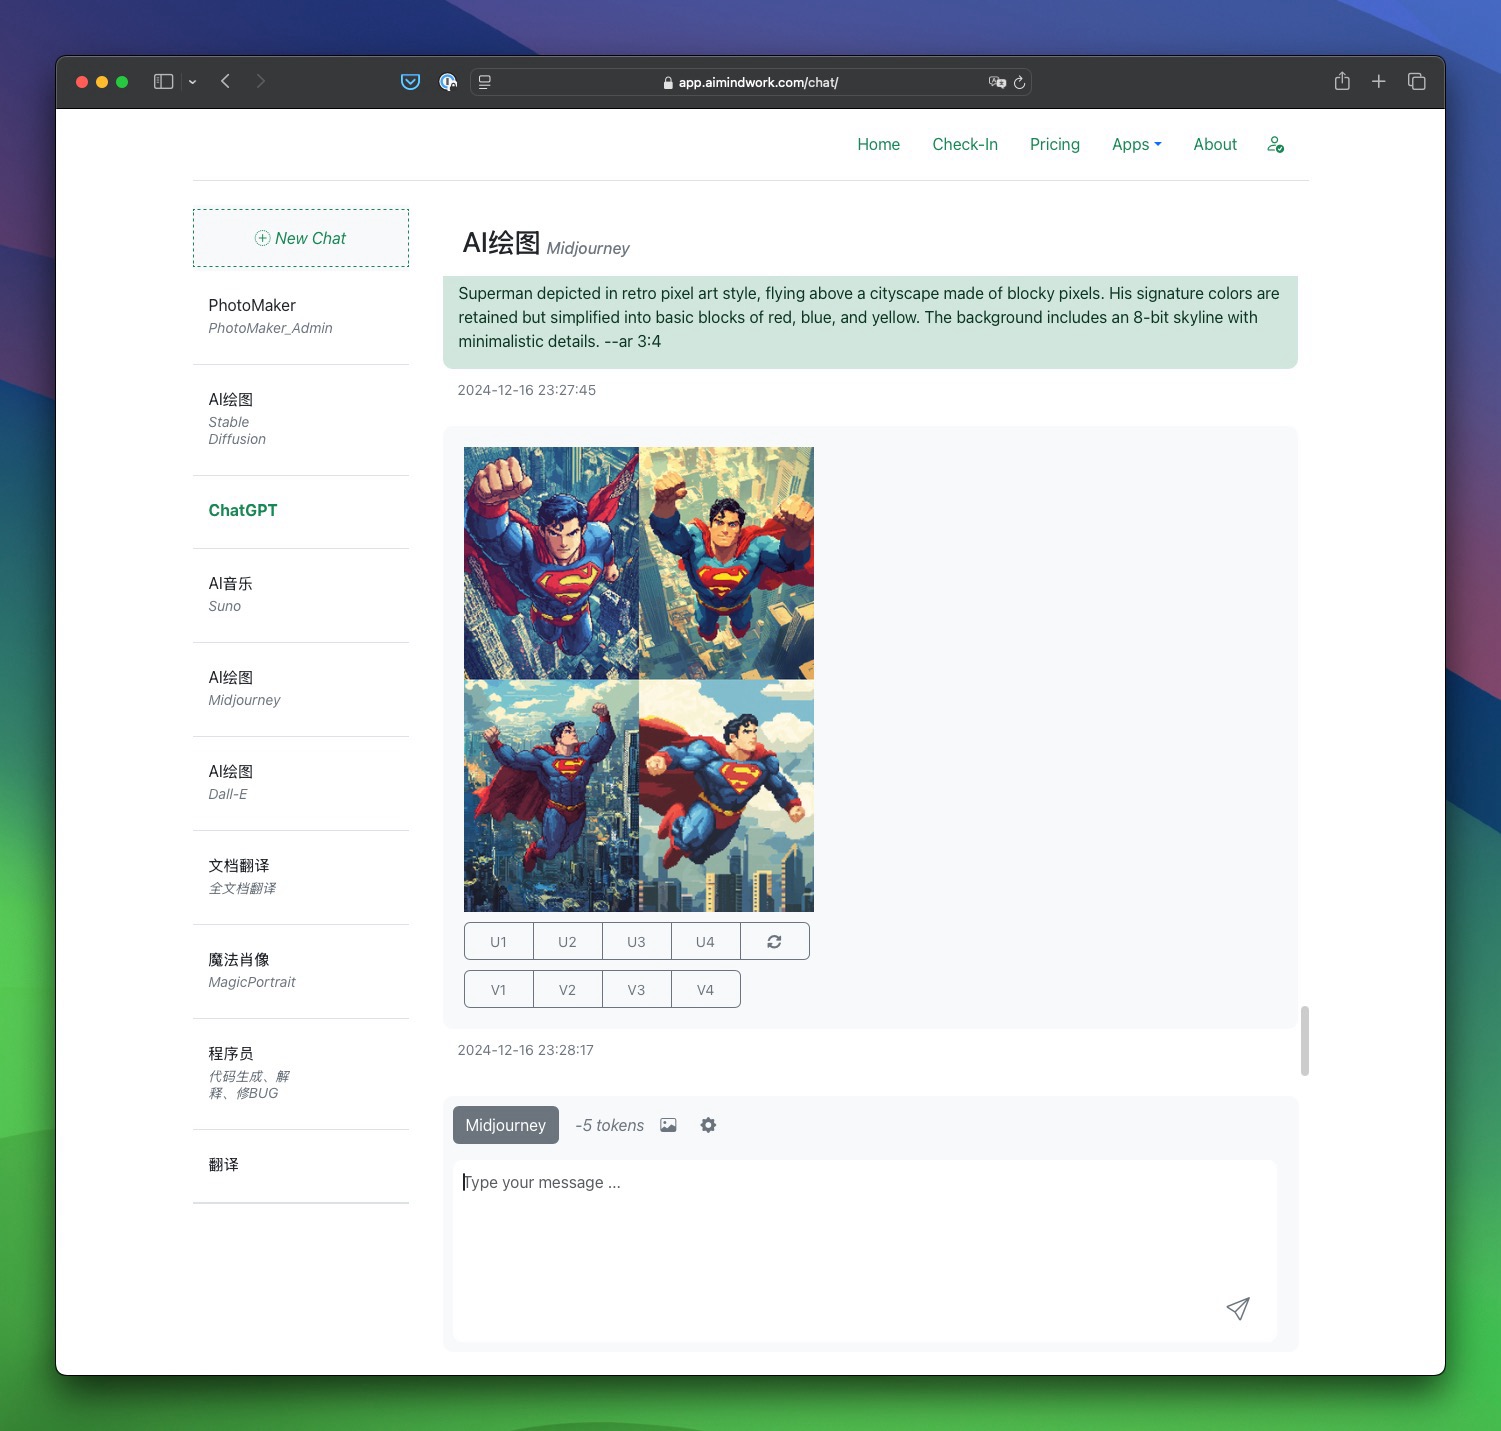 app.aimindwork.com/chat/
Home
Check-In
Pricing
Apps
About
New Chat
PhotoMaker
PhotoMaker_Admin
AI绘图
Stable
Diffusion
ChatGPT
AI音乐
Suno
AI绘图
Midjourney
AI绘图
Dall-E
文档翻译
全文档翻译
魔法肖像
MagicPortrait
程序员
代码生成、解
释、修BUG
翻译
AI绘图 Midjourney
Superman depicted in retro pixel art style, flying above a cityscape made of blocky pixels. His signature colors are
retained but simplified into basic blocks of red, blue, and yellow. The background includes an 8-bit skyline with
minimalistic details. --ar 3:4
2024-12-16 23:27:45
U1
U2
U3
U4
V1
V2
V3
V4
2024-12-16 23:28:17
Midjourney
-5 tokens
Type your message ...